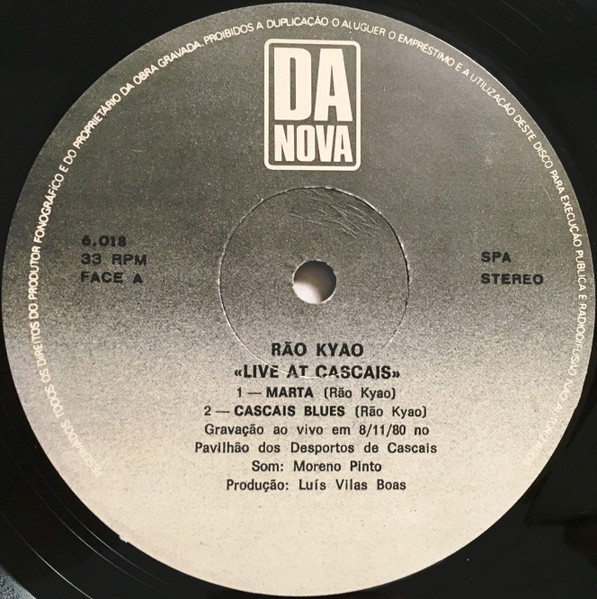 RESERVADOS TODOS OS DIREITOS DO PRODUTOR FONOGRÁFICO E DO PROPRIETÁRIO DA OBRA GRAVADA. PROIBIDOS A DUPLICAÇÃO O ALUGUER O EMPRÉSTIMO E A UTILIZAÇÃO DESTE DISCO PARA EXECUÇÃO PÚBLICA E RADIODIFUSÃO NÃO
DA
NOVA
6.018
33 RPM
FACE A
SPA
STEREO
RÃO KYAO
«LIVE AT CASCAIS»
1 — MARTA (Rão Kyao)
2 — CASCAIS BLUES (Rão Kyao)
Gravação ao vivo em 8/11/80 no
Pavilhão dos Desportos de Cascais
Som: Moreno Pinto
Produção: Luís Vilas Boas